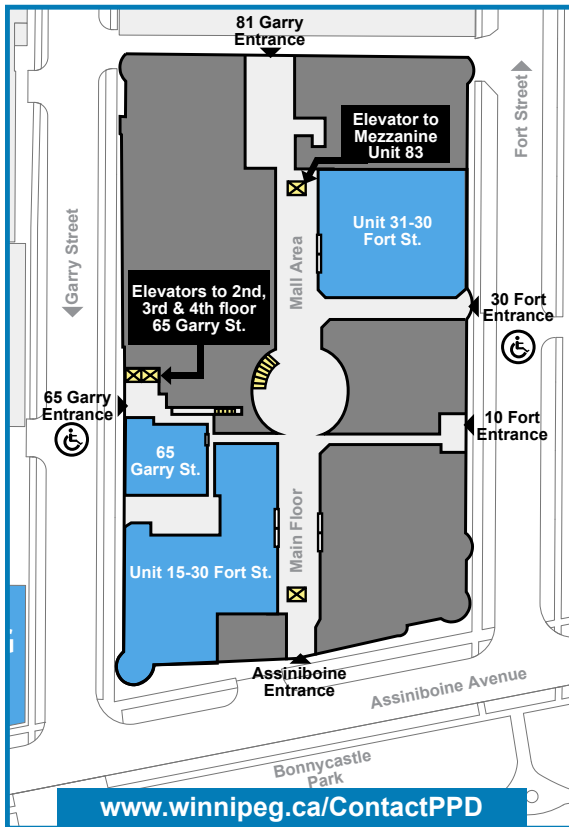 81 Garry
Entrance
Elevator to
Mezzanine
Unit 83
Fort Street
Unit 31-30
Fort St.
Garry Street
Mall Area
Elevators to 2nd,
3rd & 4th floor
65 Garry St.
30 Fort
Entrance
65 Garry
Entrance
10 Fort
Entrance
65
Garry St.
Main Floor
Unit 15-30 Fort St.
Assiniboine
Entrance
Assiniboine Avenue
Bonnycastle
Park
www.winnipeg.ca/ContactPPD